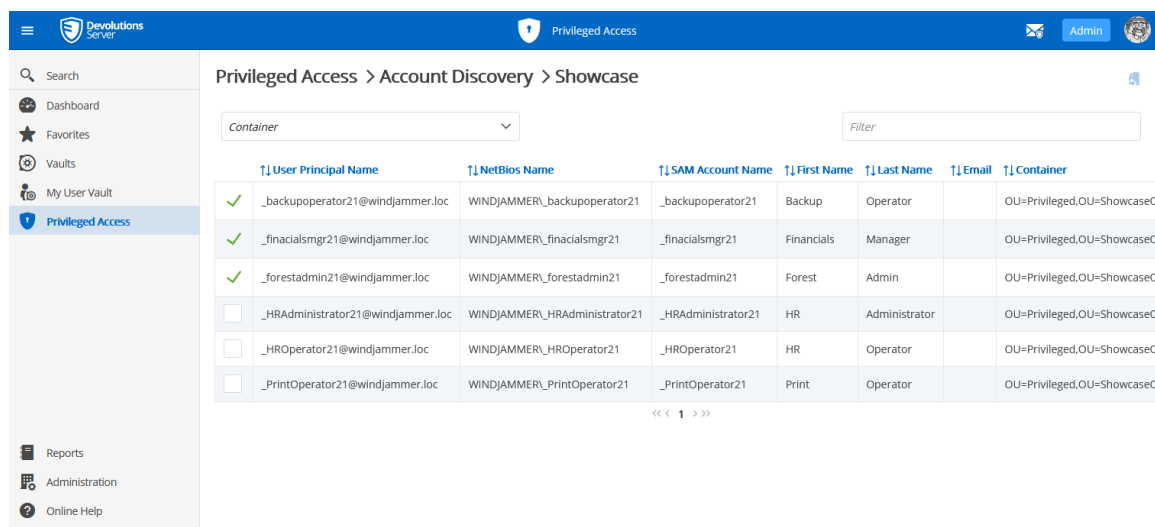 Devolutions
Server
Privileged Access
Admin
Search
Dashboard
Favorites
Vaults
My User Vault
Privileged Access
Reports
Administration
Online Help
Privileged Access > Account Discovery > Showcase
Container Filter
User Principal Name NetBios Name SAM Account Name First Name Last Name Email Container
_backupoperator21@windjammer.loc WINDJAMMER\_backupoperator21 _backupoperator21 Backup Operator OU=Privileged,OU=ShowcaseC
_finacialsmgr21@windjammer.loc WINDJAMMER\_finacialsmgr21 _finacialsmgr21 Financials Manager OU=Privileged,OU=ShowcaseC
_forestadmin21@windjammer.loc WINDJAMMER\_forestadmin21 _forestadmin21 Forest Admin OU=Privileged,OU=ShowcaseC
_HRAdministrator21@windjammer.loc WINDJAMMER\_HRAdministrator21 _HRAdministrator21 HR Administrator OU=Privileged,OU=ShowcaseC
_HROperator21@windjammer.loc WINDJAMMER\_HROperator21 _HROperator21 HR Operator OU=Privileged,OU=ShowcaseC
_PrintOperator21@windjammer.loc WINDJAMMER\_PrintOperator21 _PrintOperator21 Print Operator OU=Privileged,OU=ShowcaseC
« < 1 > »